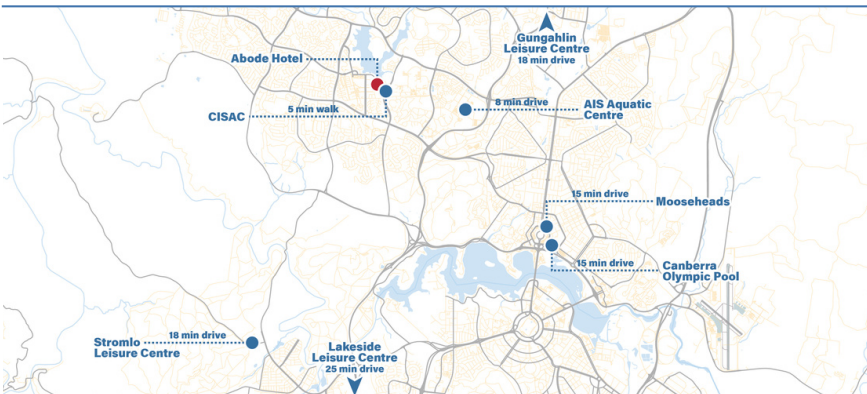 Gungahlin
Leisure Centre
18 min drive
Abode Hotel
5 min walk
CISAC
8 min drive
AIS Aquatic
Centre
15 min drive
Mooseheads
15 min drive
Canberra
Olympic Pool
18 min drive
Stromlo
Leisure Centre
Lakeside
Leisure Centre
25 min drive